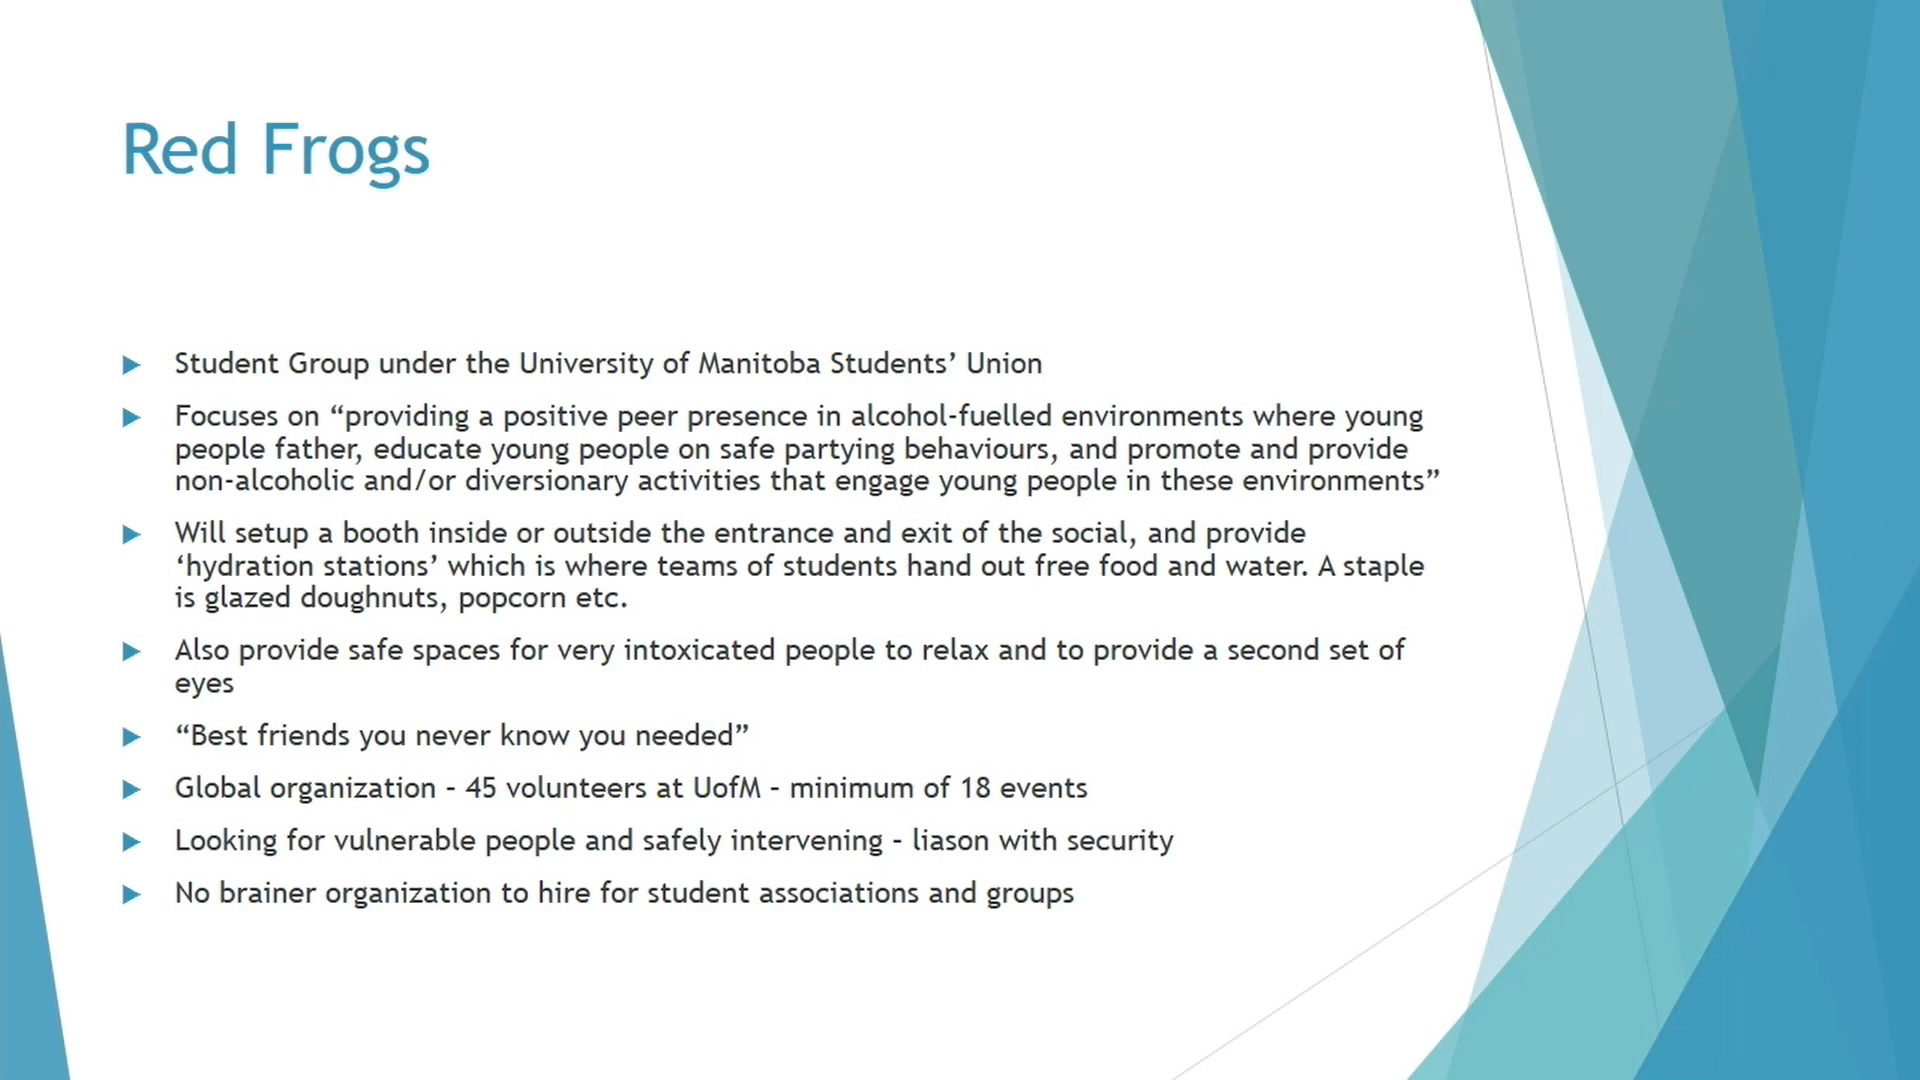 Red Frogs
Student Group under the University of Manitoba Students’ Union
Focuses on “providing a positive peer presence in alcohol-fuelled environments where young
people father, educate young people on safe partying behaviours, and promote and provide
non-alcoholic and/or diversionary activities that engage young people in these environments”
Will setup a booth inside or outside the entrance and exit of the social, and provide
‘hydration stations’ which is where teams of students hand out free food and water. A staple
is glazed doughnuts, popcorn etc.
Also provide safe spaces for very intoxicated people to relax and to provide a second set of
eyes
“Best friends you never know you needed”
Global organization – 45 volunteers at UofM – minimum of 18 events
Looking for vulnerable people and safely intervening – liason with security
No brainer organization to hire for student associations and groups